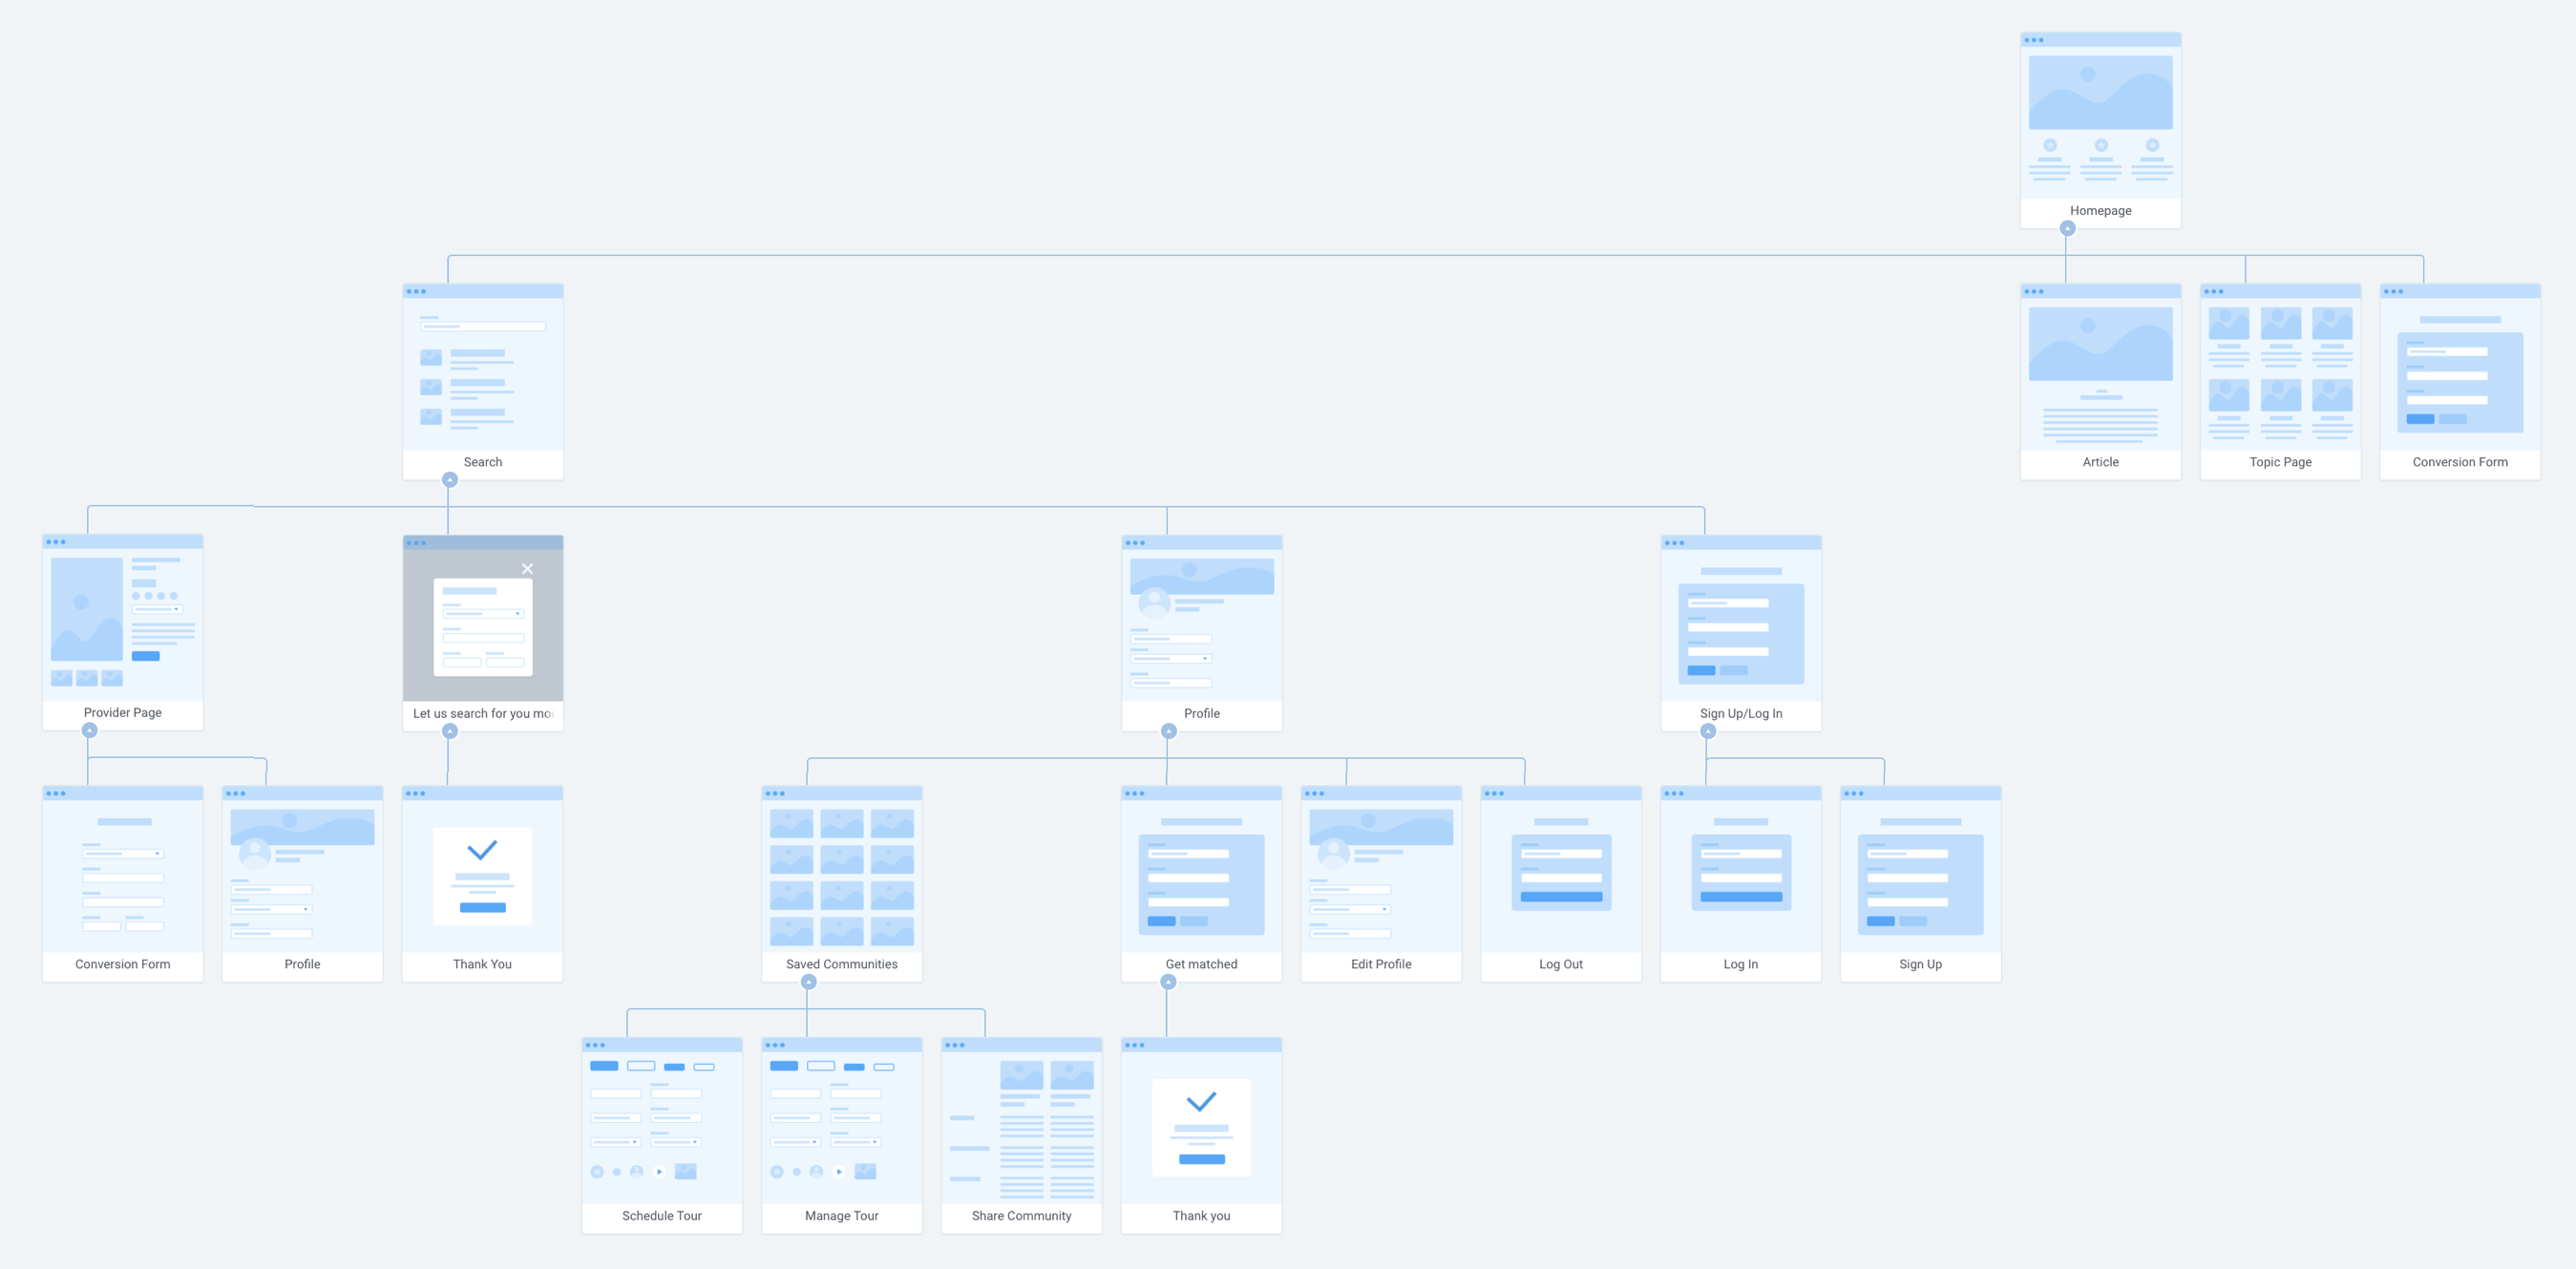 Homepage
Search
Article
Topic Page
Conversion Form
Provider Page
Let us search for you mo
Profile
Sign Up/Log In
Conversion Form
Profile
Thank You
Saved Communities
Get matched
Edit Profile
Log Out
Log In
Sign Up
Schedule Tour
Manage Tour
Share Community
Thank you